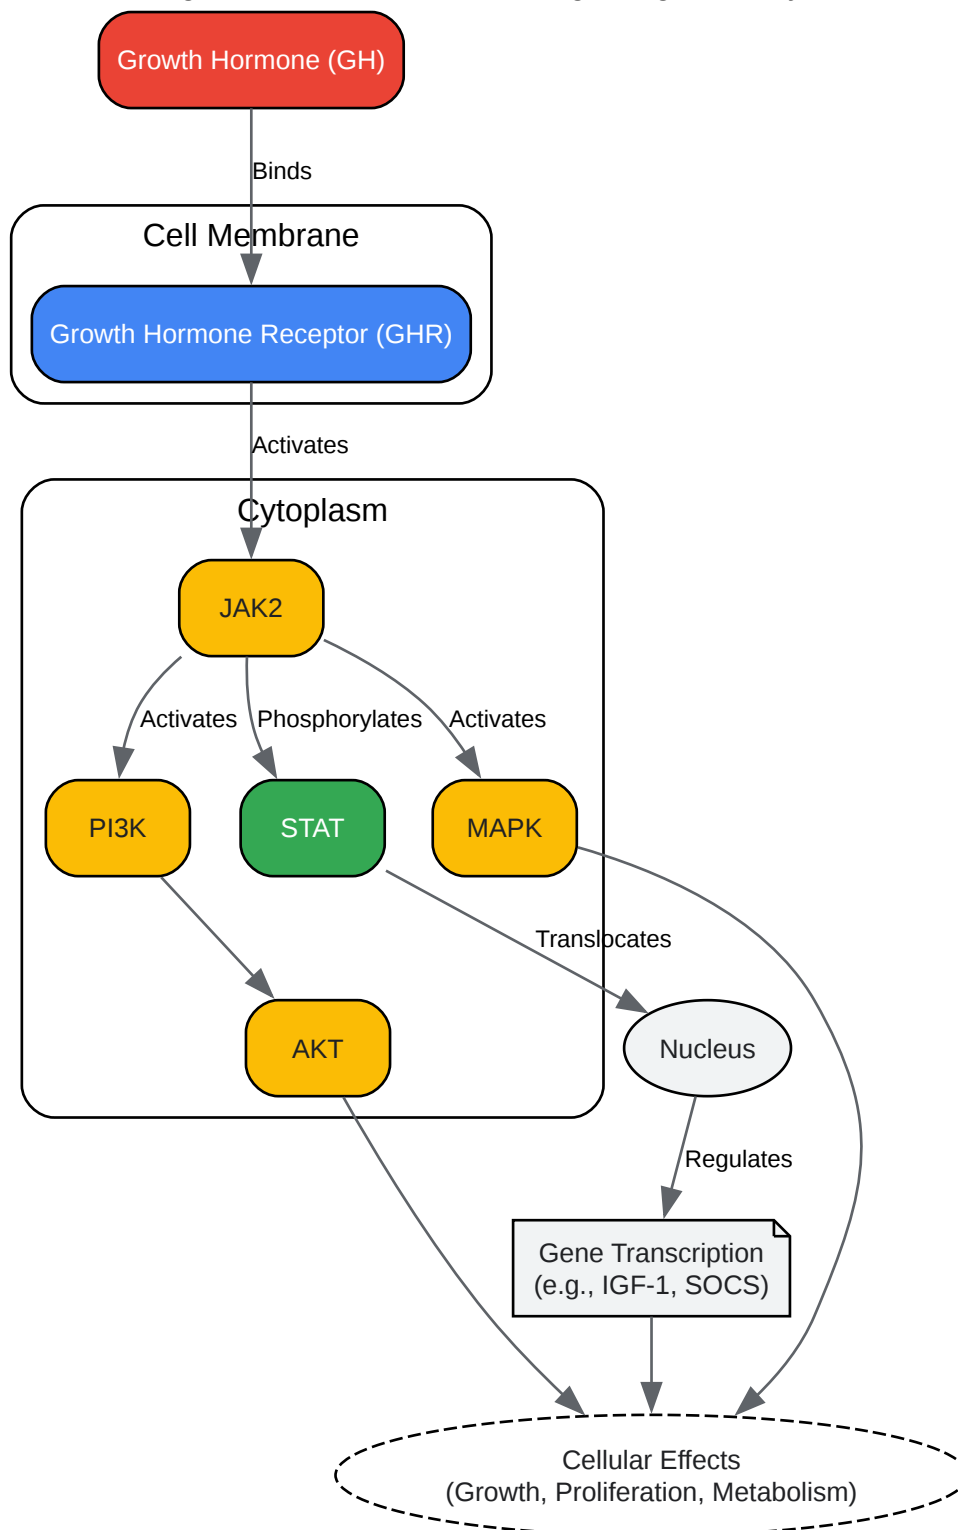 Growth Hormone (GH)
Binds
Cell Membrane
Growth Hormone Receptor (GHR)
Activates
Cytoplasm
JAK2
Activates
Phosphorylates
Activates
PI3K
STAT
MAPK
Translocates
AKT
Nucleus
Regulates
Gene Transcription
(e.g., IGF-1, SOCS)
Cellular Effects
(Growth, Proliferation, Metabolism)